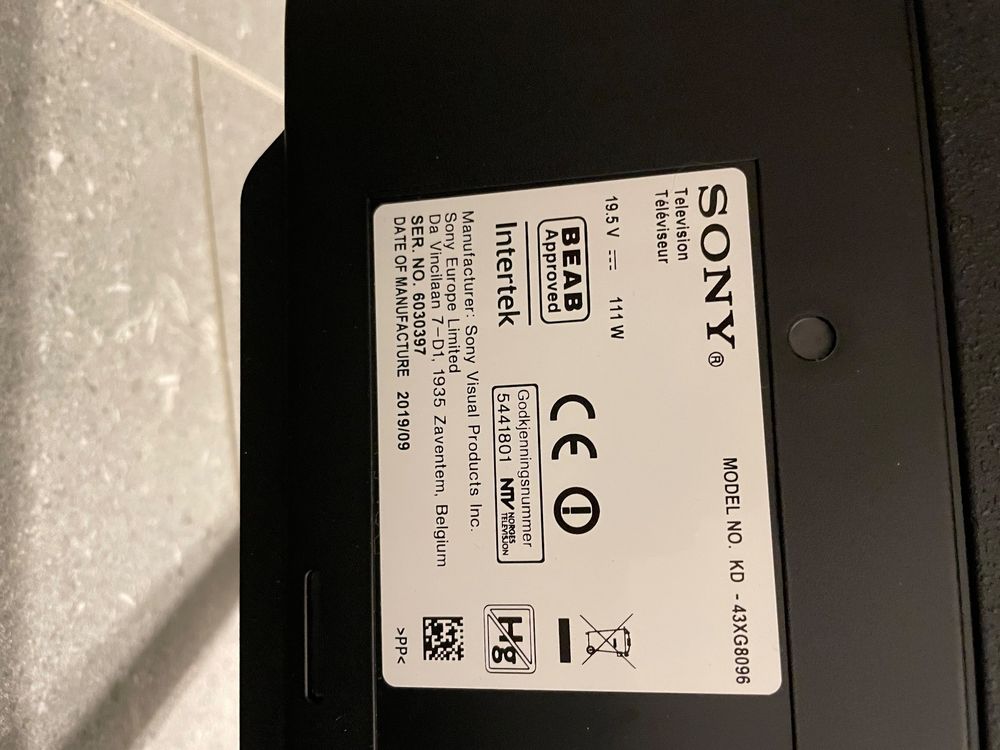 SONY®
MODEL NO. KD - 43XG8096
Television
Téléviseur
19.5V ⎓ 111W
BEAB
Approved
Intertek
CE
Godkjenningsnummer
5441801 NTV NORGES TELEVISJON
Hg
Manufacturer: Sony Visual Products Inc.
Sony Europe Limited
Da Vincilaan 7-D1, 1935 Zaventem, Belgium
SER. NO. 6030397
DATE OF MANUFACTURE 2019/09
>PP<